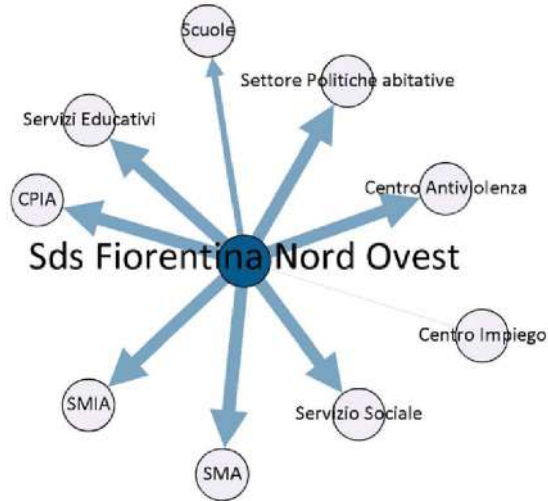 Scuole
Settore Politiche abitative
Servizi Educativi
CPIA
Centro Antiviolenza
Sds Fiorentina Nord Ovest
Centro Impiego
SMIA
Servizio Sociale
SMA